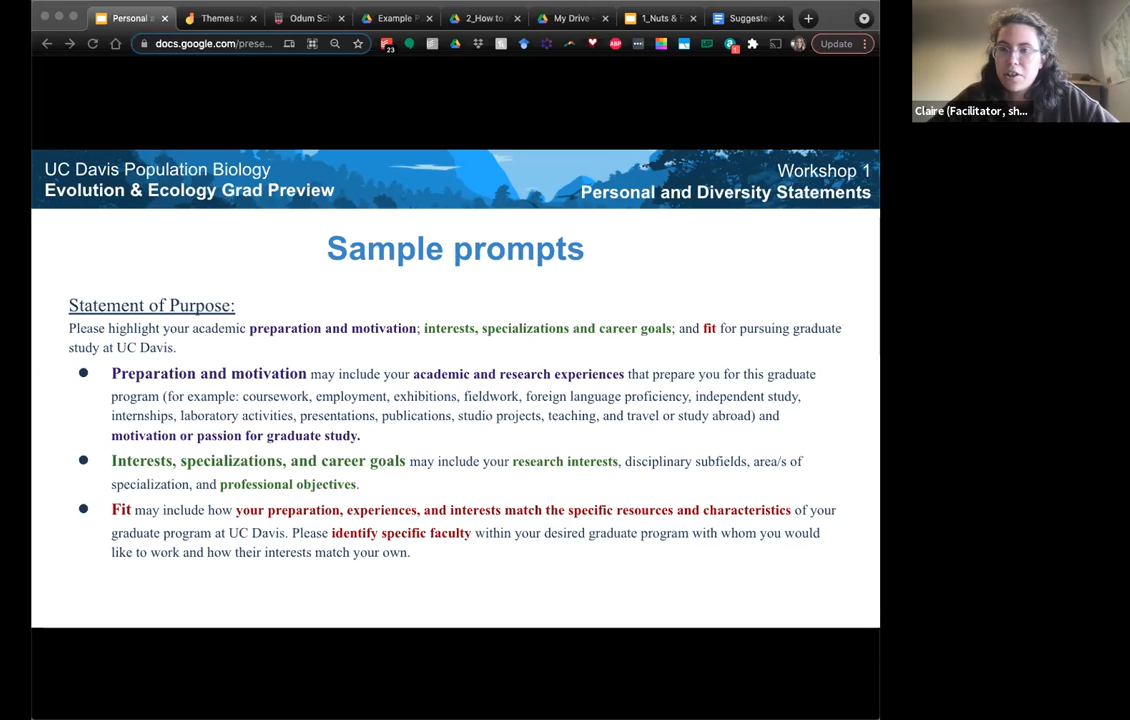 Personal a
Themes to
Odum Sch
Example P
2_How to
My Drive -
1_Nuts & 
Suggeste
docs.google.com/prese...
23
ABP
1
Update
Claire (Facilitator, sh...
UC Davis Population Biology
Evolution & Ecology Grad Preview
Workshop 1
Personal and Diversity Statements
Sample prompts
Statement of Purpose:
Please highlight your academic preparation and motivation; interests, specializations and career goals; and fit for pursuing graduate
study at UC Davis.
Preparation and motivation may include your academic and research experiences that prepare you for this graduate
program (for example: coursework, employment, exhibitions, fieldwork, foreign language proficiency, independent study,
internships, laboratory activities, presentations, publications, studio projects, teaching, and travel or study abroad) and
motivation or passion for graduate study.
Interests, specializations, and career goals may include your research interests, disciplinary subfields, area/s of
specialization, and professional objectives.
Fit may include how your preparation, experiences, and interests match the specific resources and characteristics of your
graduate program at UC Davis. Please identify specific faculty within your desired graduate program with whom you would
like to work and how their interests match your own.